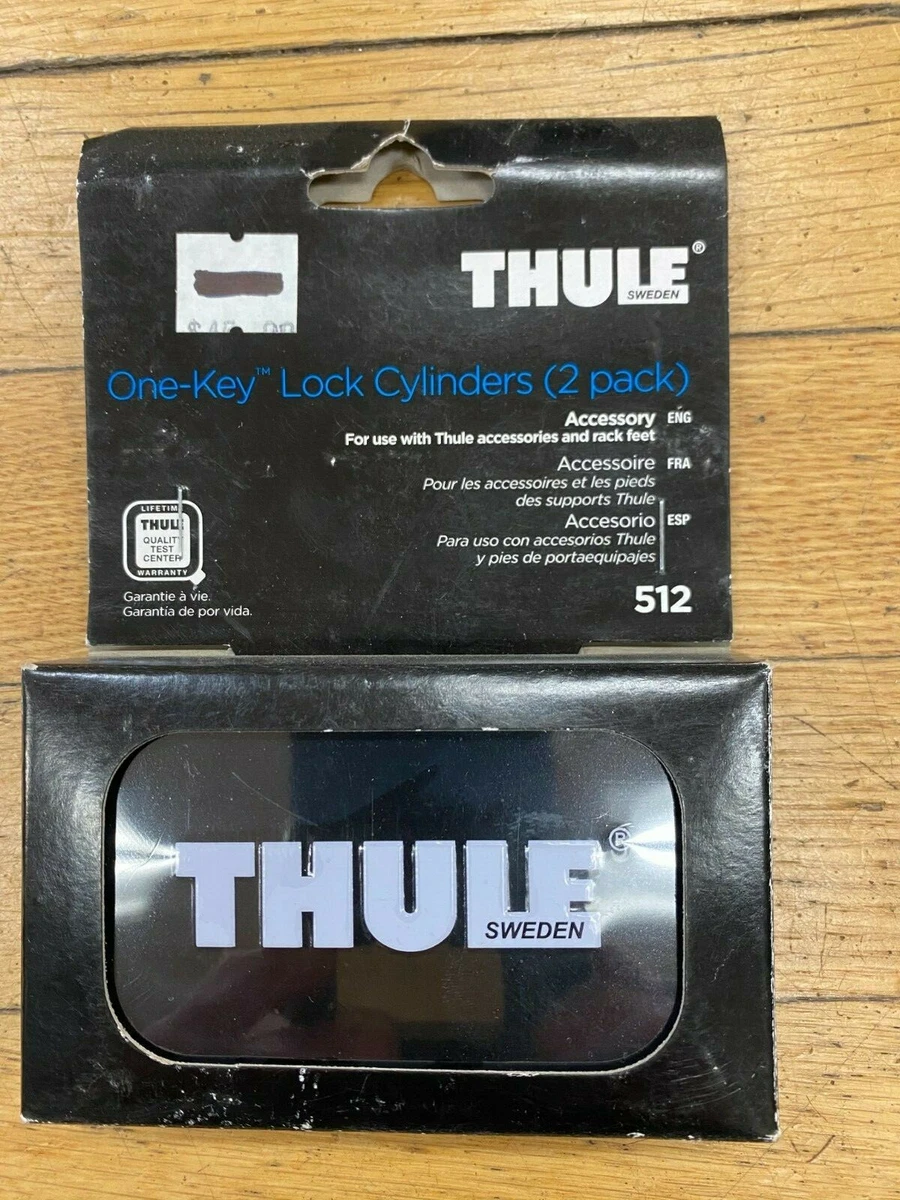 THULE®
SWEDEN
One-Key™ Lock Cylinders (2 pack)
Accessory ENG
For use with Thule accessories and rack feet
Accessoire FRA
Pour les accessoires et les pieds
des supports Thule
Accesorio ESP
Para uso con accesorios Thule
y pies de portaequipajes
LIFETIME
THULE
QUALITY
TEST
CENTER
WARRANTY
Garantie à vie.
Garantía de por vida.
512
THULE®
SWEDEN